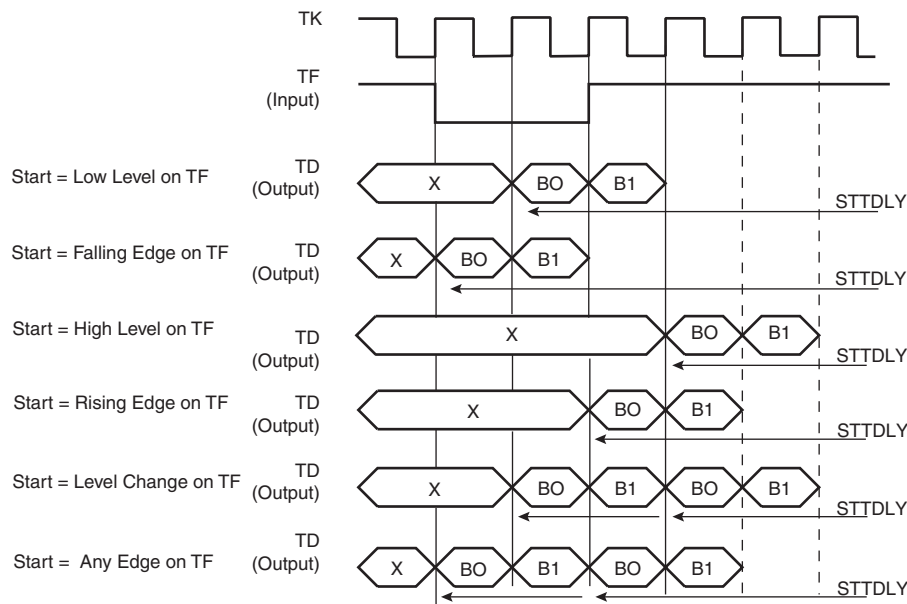 TK
TF
(Input)
Start = Low Level on TF
TD
(Output)
X
BO
B1
STTDLY
Start = Falling Edge on TF
TD
(Output)
X
BO
B1
STTDLY
Start = High Level on TF
TD
(Output)
X
BO
B1
STTDLY
Start = Rising Edge on TF
TD
(Output)
X
BO
B1
STTDLY
Start = Level Change on TF
TD
(Output)
X
BO
B1
BO
B1
STTDLY
Start = Any Edge on TF
TD
(Output)
X
BO
B1
BO
B1
STTDLY